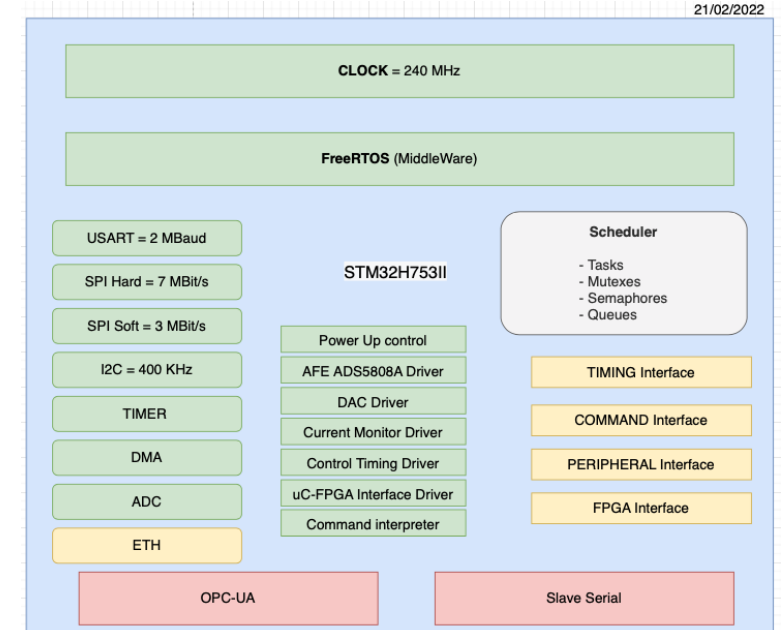 21/02/2022
CLOCK = 240 MHz
FreeRTOS (MiddleWare)
USART = 2 MBaud
SPI Hard = 7 MBit/s
SPI Soft = 3 MBit/s
I2C = 400 KHz
TIMER
DMA
ADC
ETH
STM32H753II
Power Up control
AFE ADS5808A Driver
DAC Driver
Current Monitor Driver
Control Timing Driver
uC-FPGA Interface Driver
Command interpreter
Scheduler
- Tasks
- Mutexes
- Semaphores
- Queues
TIMING Interface
COMMAND Interface
PERIPHERAL Interface
FPGA Interface
OPC-UA
Slave Serial